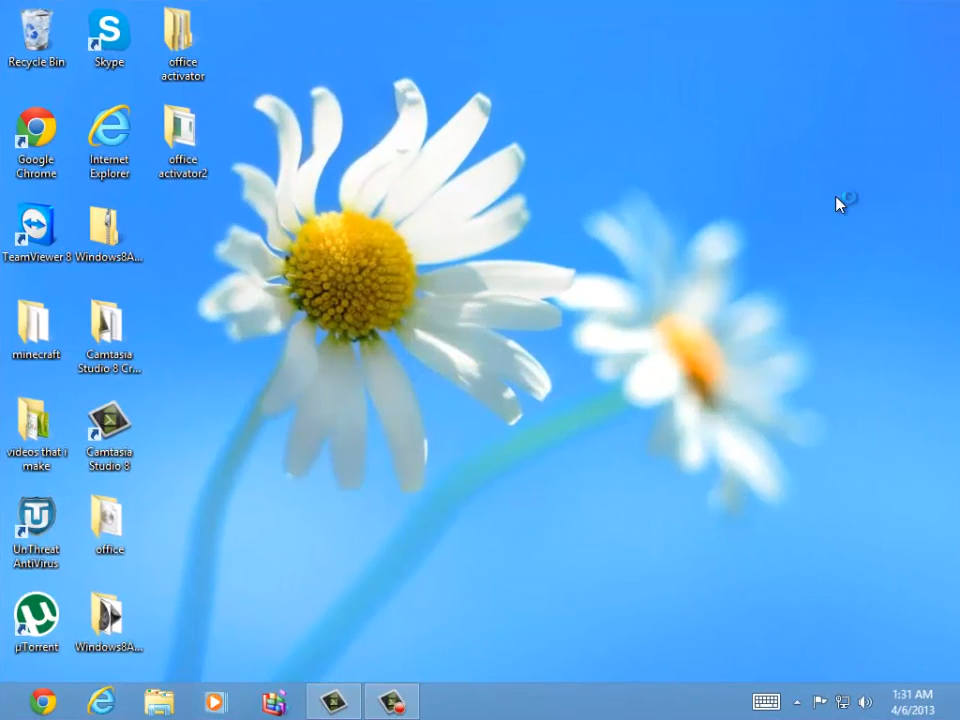 Recycle Bin
Skype
office
activator
Google
Chrome
Internet
Explorer
office
activator2
TeamViewer 8
Windows8A...
minecraft
Camtasia
Studio 8 Cr...
videos that i
make
Camtasia
Studio 8
UnThreat
AntiVirus
office
µTorrent
Windows8A...
1:31 AM
4/6/2013